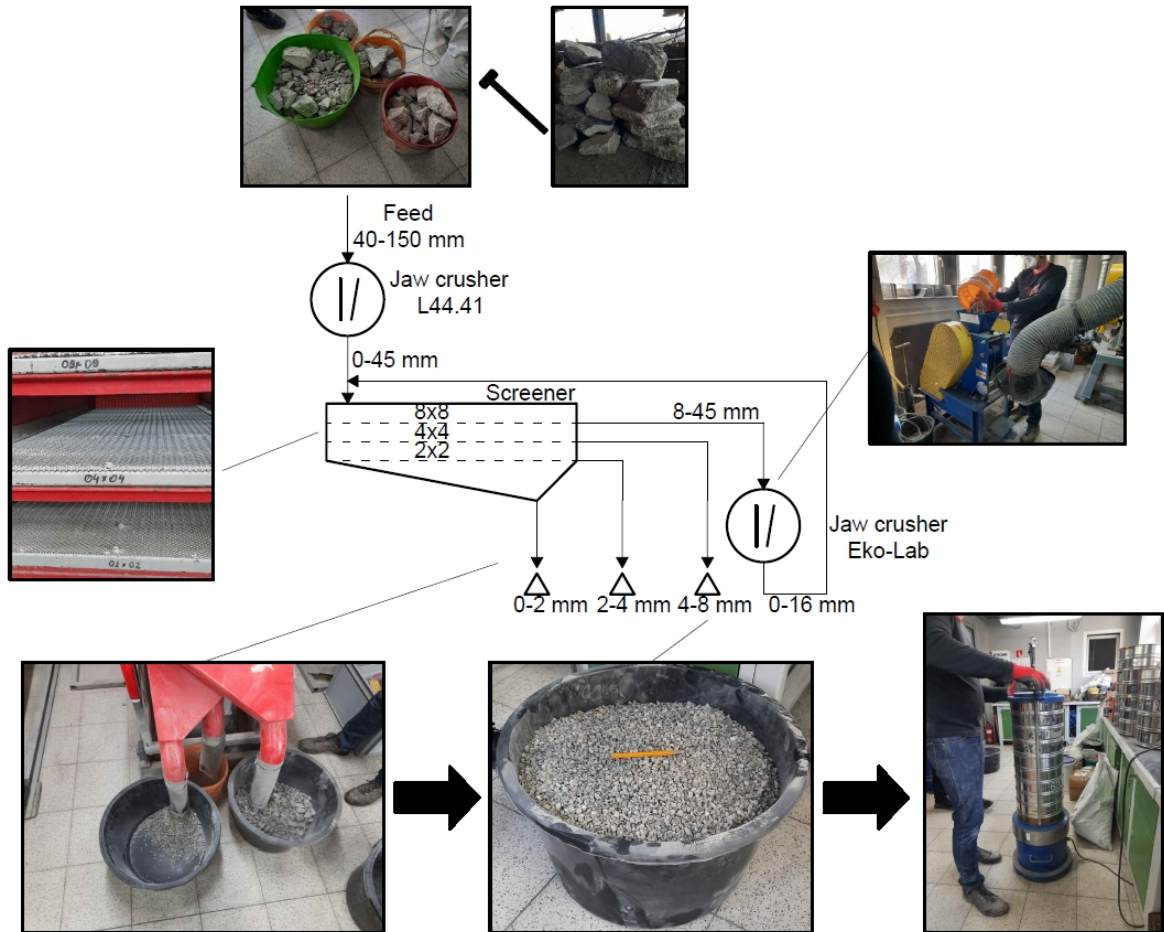 Feed
40-150 mm
Jaw crusher
L44.41
0-45 mm
Screener
8x8
4x4
2x2
8-45 mm
04x04
02x02
Jaw crusher
Eko-Lab
0-2 mm
2-4 mm
4-8 mm
0-16 mm